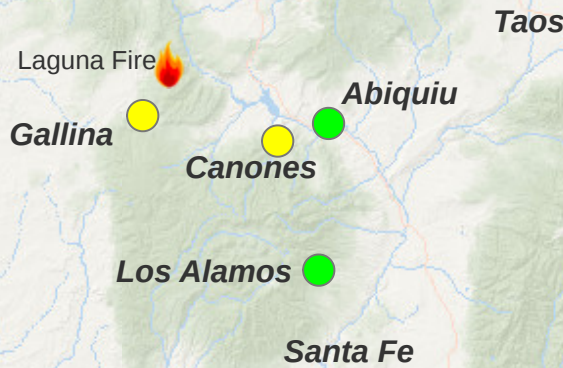 Taos
Laguna Fire
Abiquiu
Gallina
Canones
Los Alamos
Santa Fe